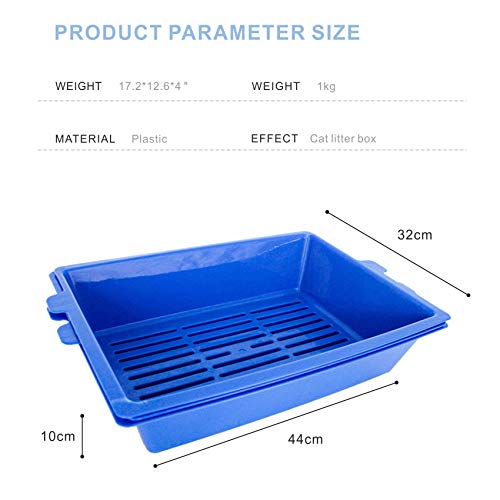 PRODUCT PARAMETER SIZE
WEIGHT 17.2*12.6*4 " WEIGHT 1kg
MATERIAL Plastic EFFECT Cat litter box
32cm
10cm
44cm